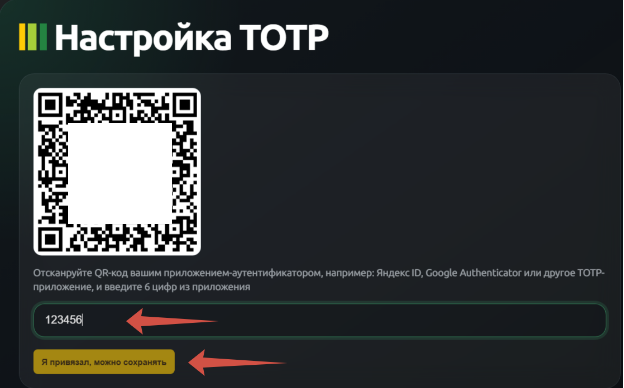 Настройка TOTP
Отсканруйте QR-код вашим приложением-аутентификатором, например: Яндекс ID, Google Authenticator или другое TOTP-
приложение, и введите 6 цифр из приложения
123456
Я привязал, можно сохранять